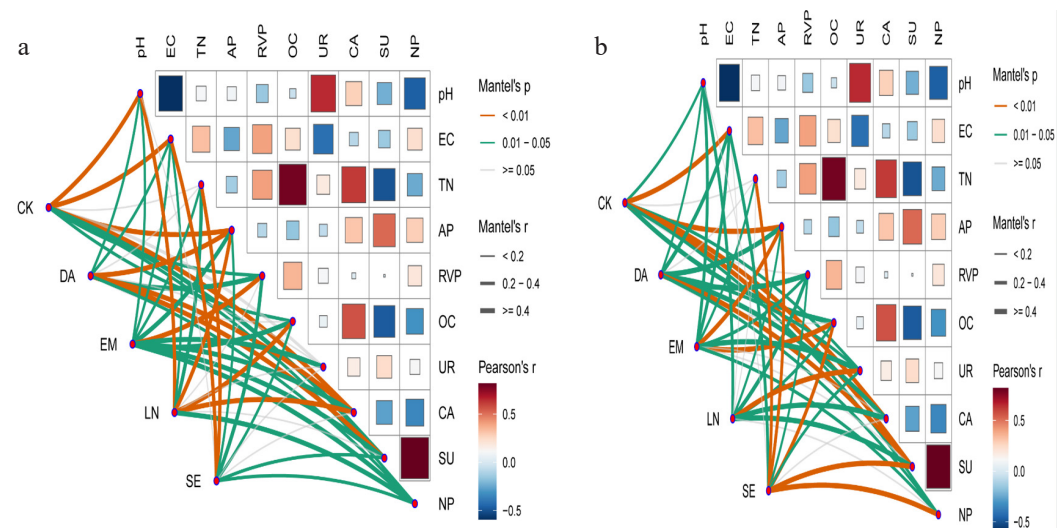 a
pH
EC
TN
AP
RVP
OC
UR
CA
SU
NP
pH
EC
TN
AP
RVP
OC
UR
CA
SU
NP
CK
DA
EM
LN
SE
Mantel's p
< 0.01
0.01 – 0.05
>= 0.05
Mantel's r
< 0.2
0.2 – 0.4
>= 0.4
Pearson's r
0.5
0.0
−0.5
b
pH
EC
TN
AP
RVP
OC
UR
CA
SU
NP
pH
EC
TN
AP
RVP
OC
UR
CA
SU
NP
CK
DA
EM
LN
SE
Mantel's p
< 0.01
0.01 – 0.05
>= 0.05
Mantel's r
< 0.2
0.2 – 0.4
>= 0.4
Pearson's r
0.5
0.0
−0.5